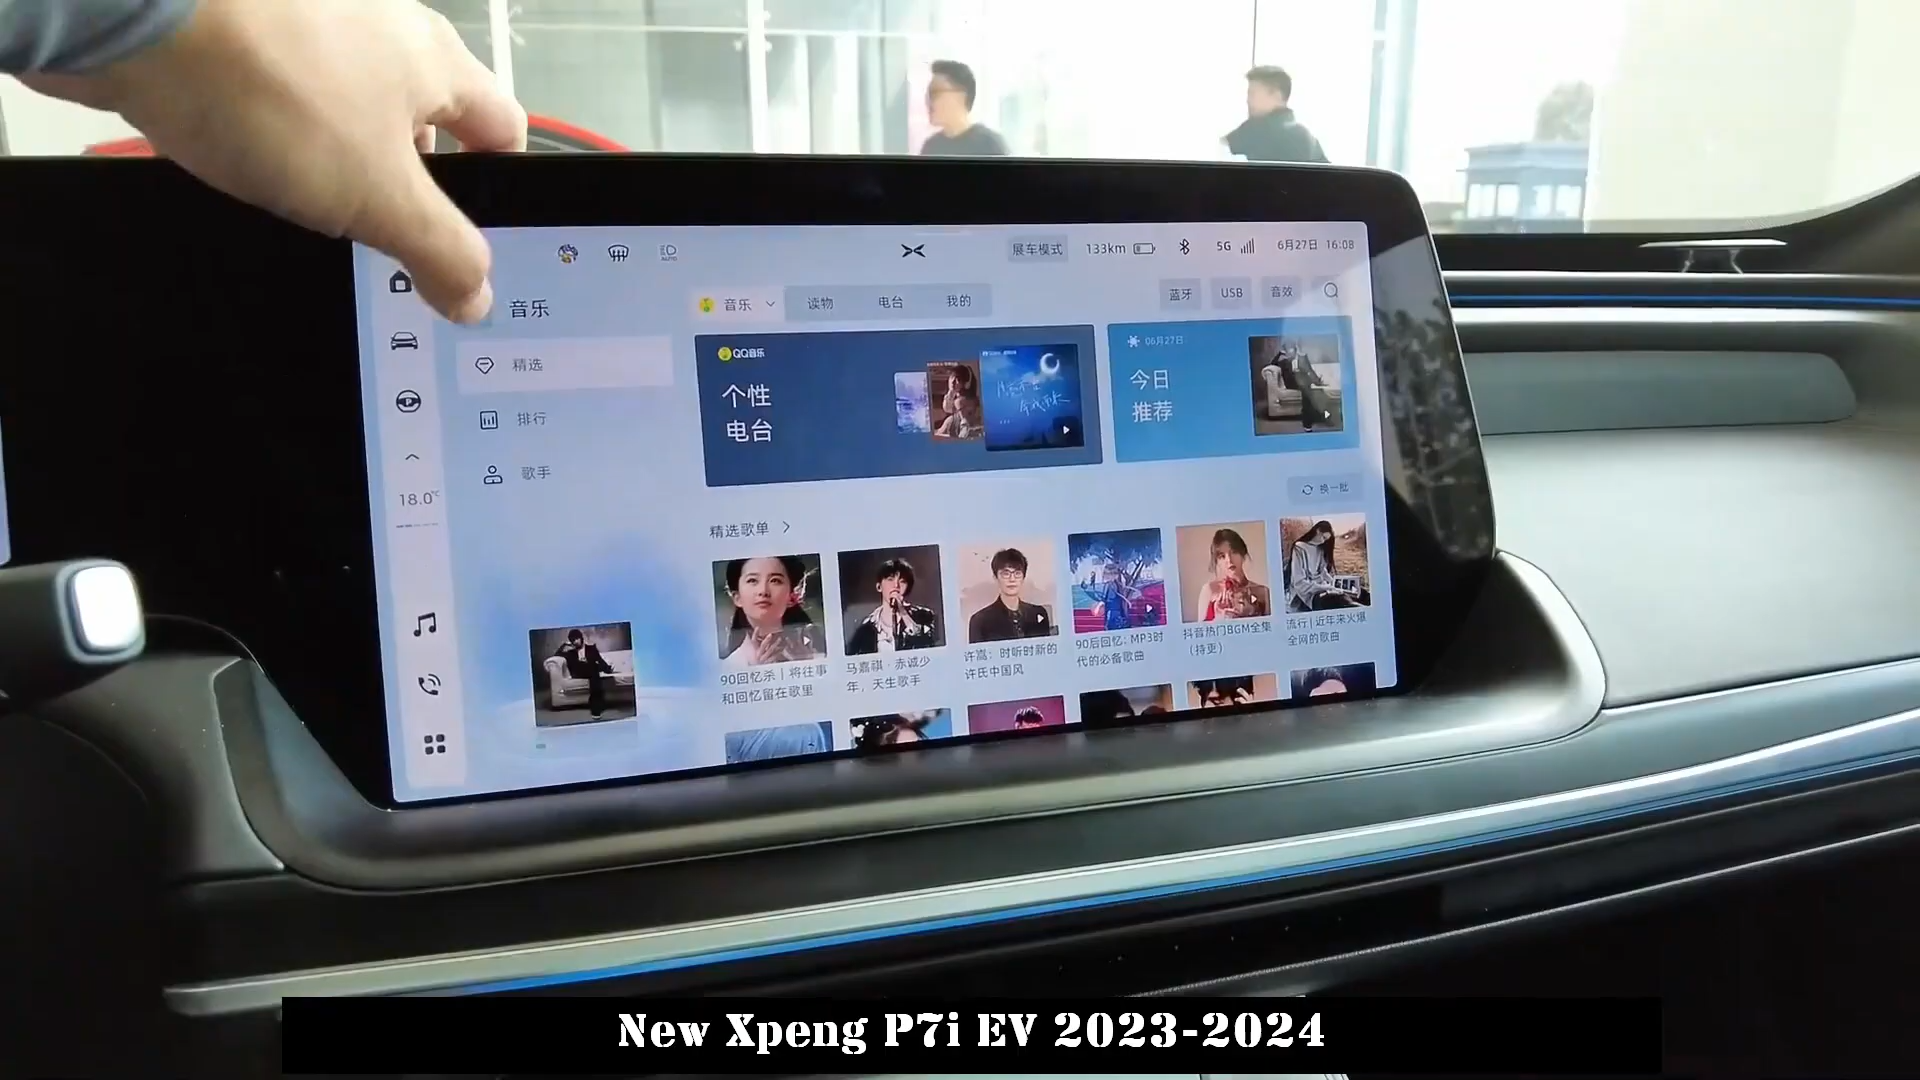 展车模式 133km 5G 6月27日 16:08
音乐
音乐 读物 电台 我的
蓝牙 USB 音效
精选
排行
歌手
18.0℃
QQ音乐
个性
电台
06月27日
今日
推荐
换一批
精选歌单
90回忆杀 | 将往事
和回忆留在歌里
马嘉祺·赤诚少
年，天生歌手
许嵩：时听时新的
许氏中国风
90后回忆：MP3时
代的必备歌曲
抖音热门BGM全集
（持更）
流行 | 近年来火爆
全网的歌曲
New Xpeng P7i EV 2023-2024